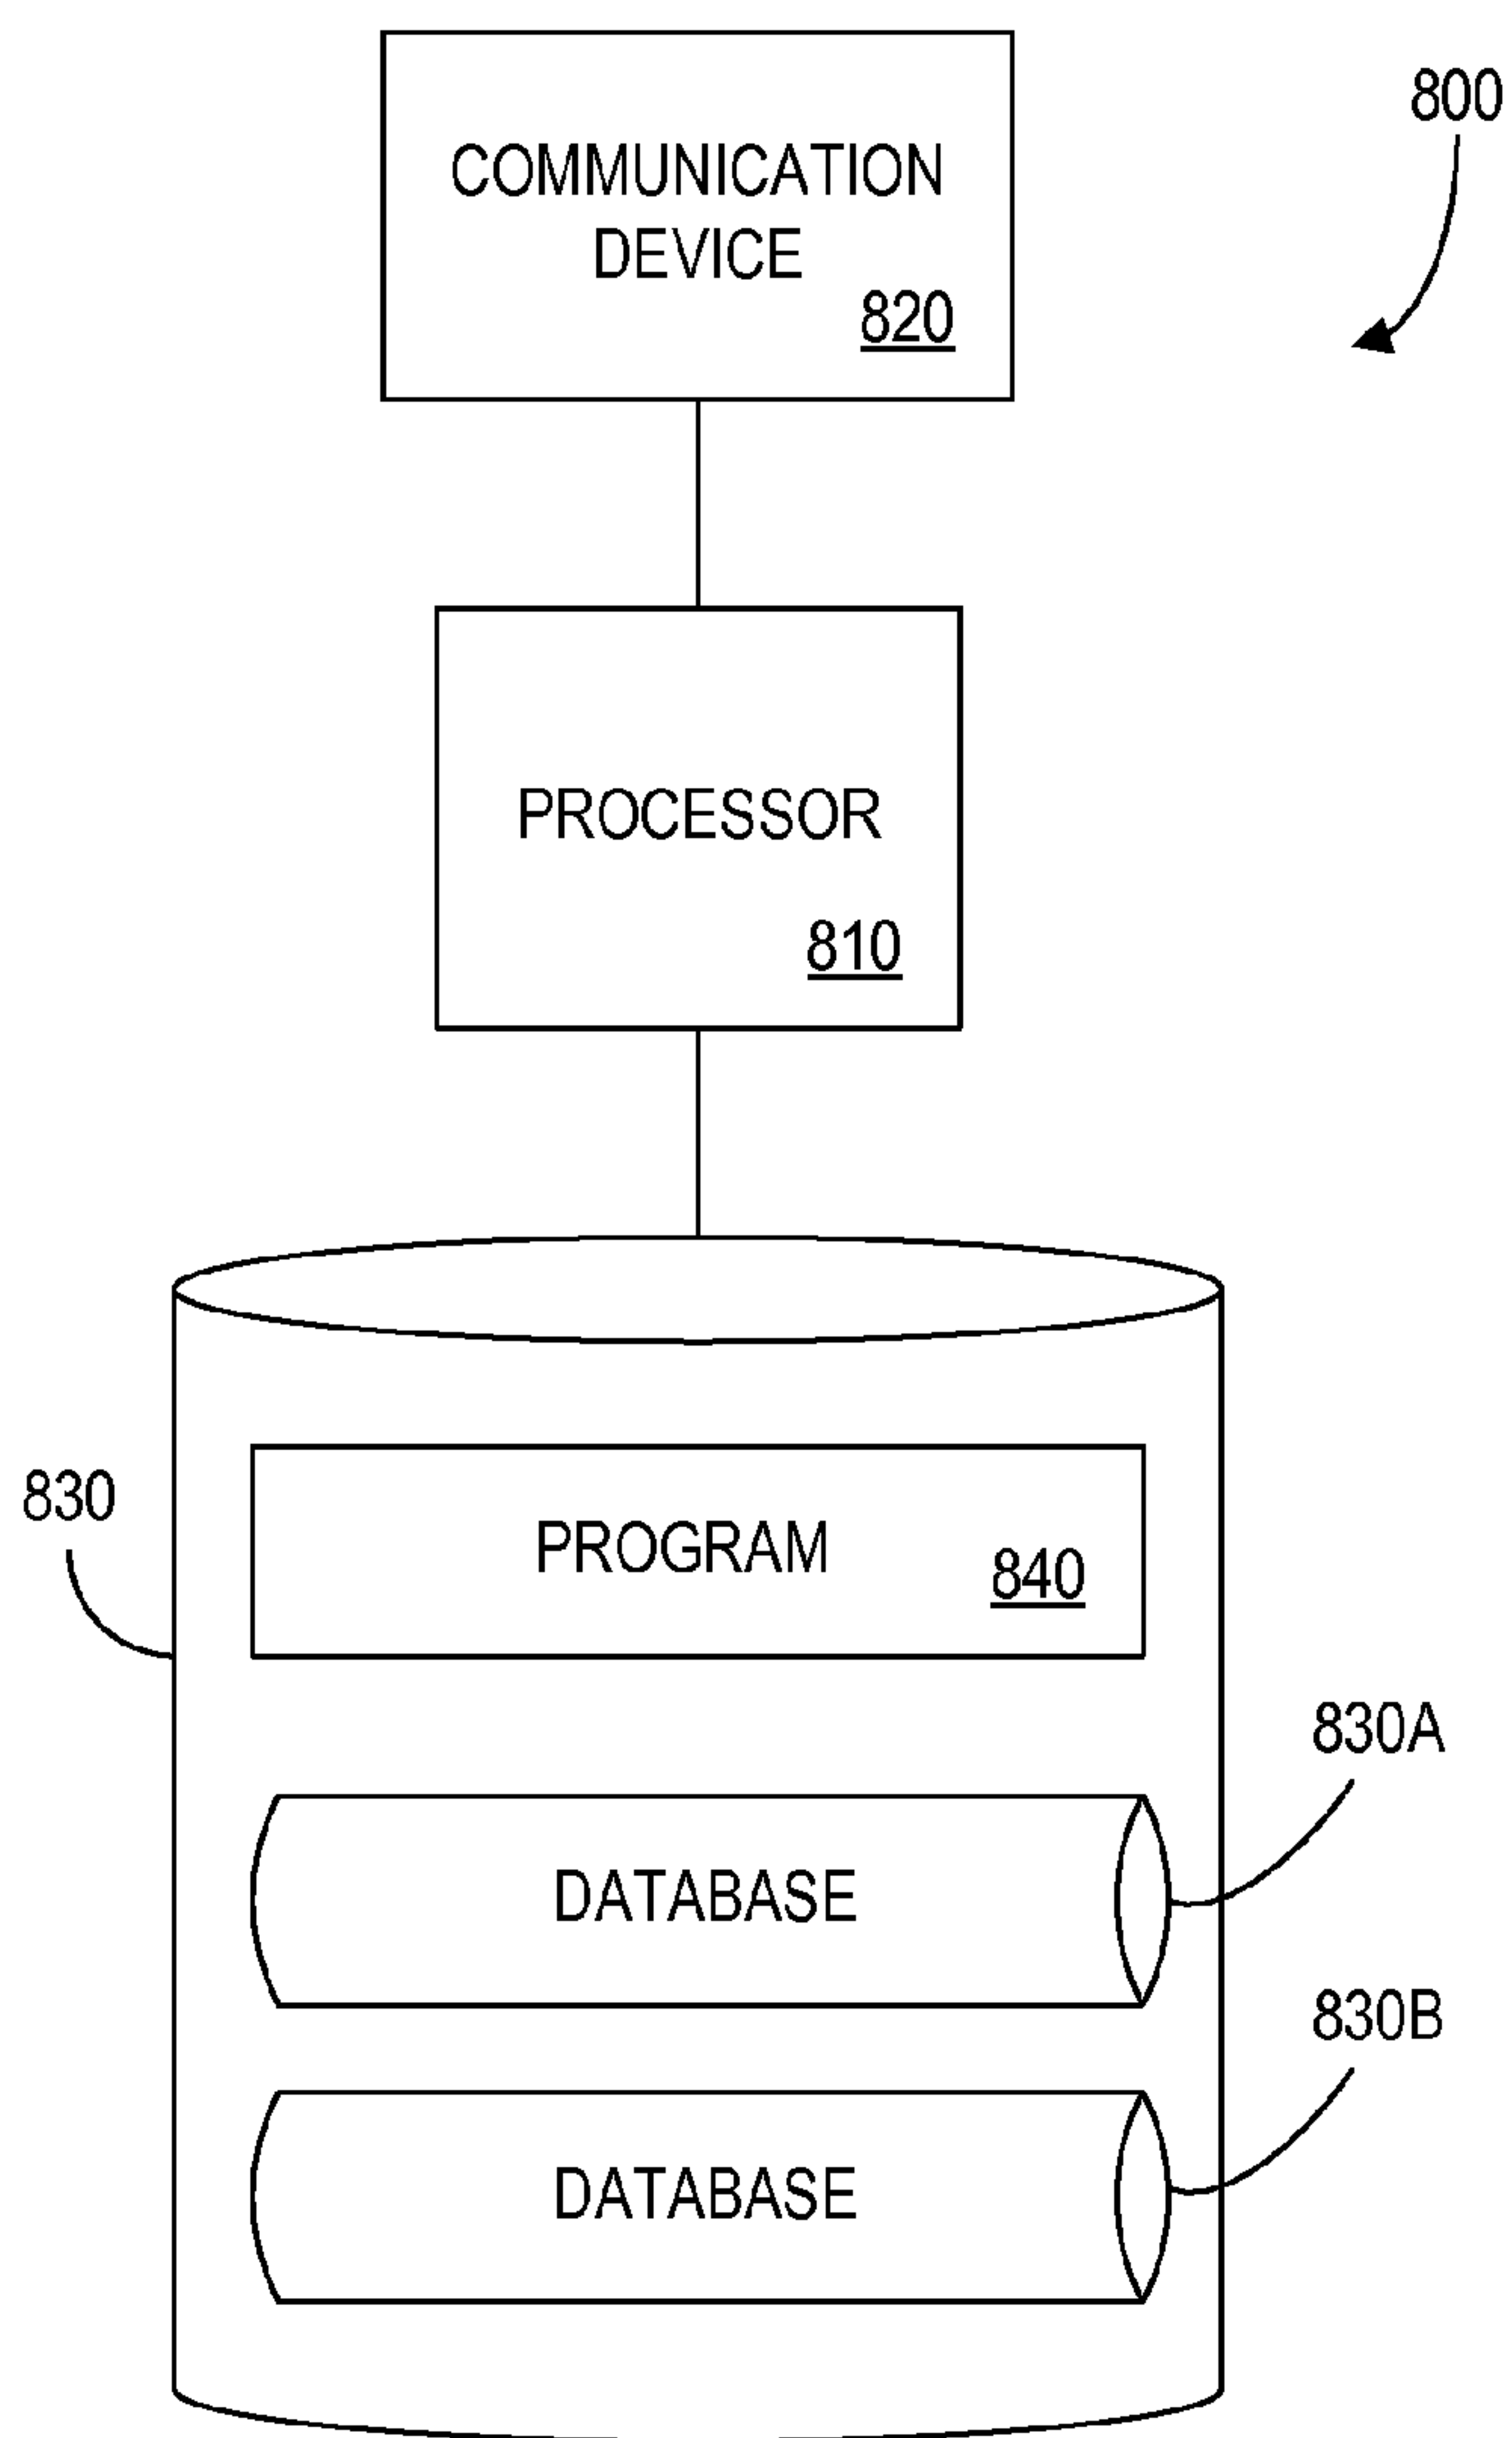 800
COMMUNICATION
DEVICE
820
PROCESSOR
810
830
PROGRAM
840
830A
DATABASE
830B
DATABASE